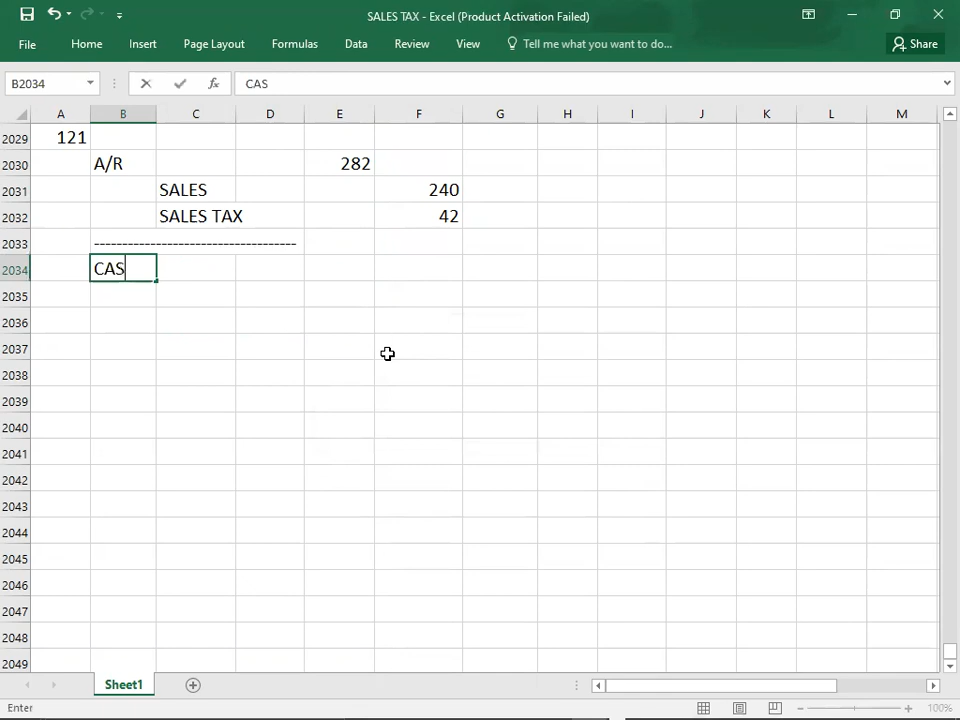 SALES TAX - Excel (Product Activation Failed)
File Home Insert Page Layout Formulas Data Review View Tell me what you want to do... Share
B2034 fx CAS
A B C D E F G H I J K L M
2029 121
2030 A/R 282
2031 SALES 240
2032 SALES TAX 42
2033 ------------------------------------
2034 CAS
2035
2036
2037
2038
2039
2040
2041
2042
2043
2044
2045
2046
2047
2048
2049
Sheet1
Enter 100%